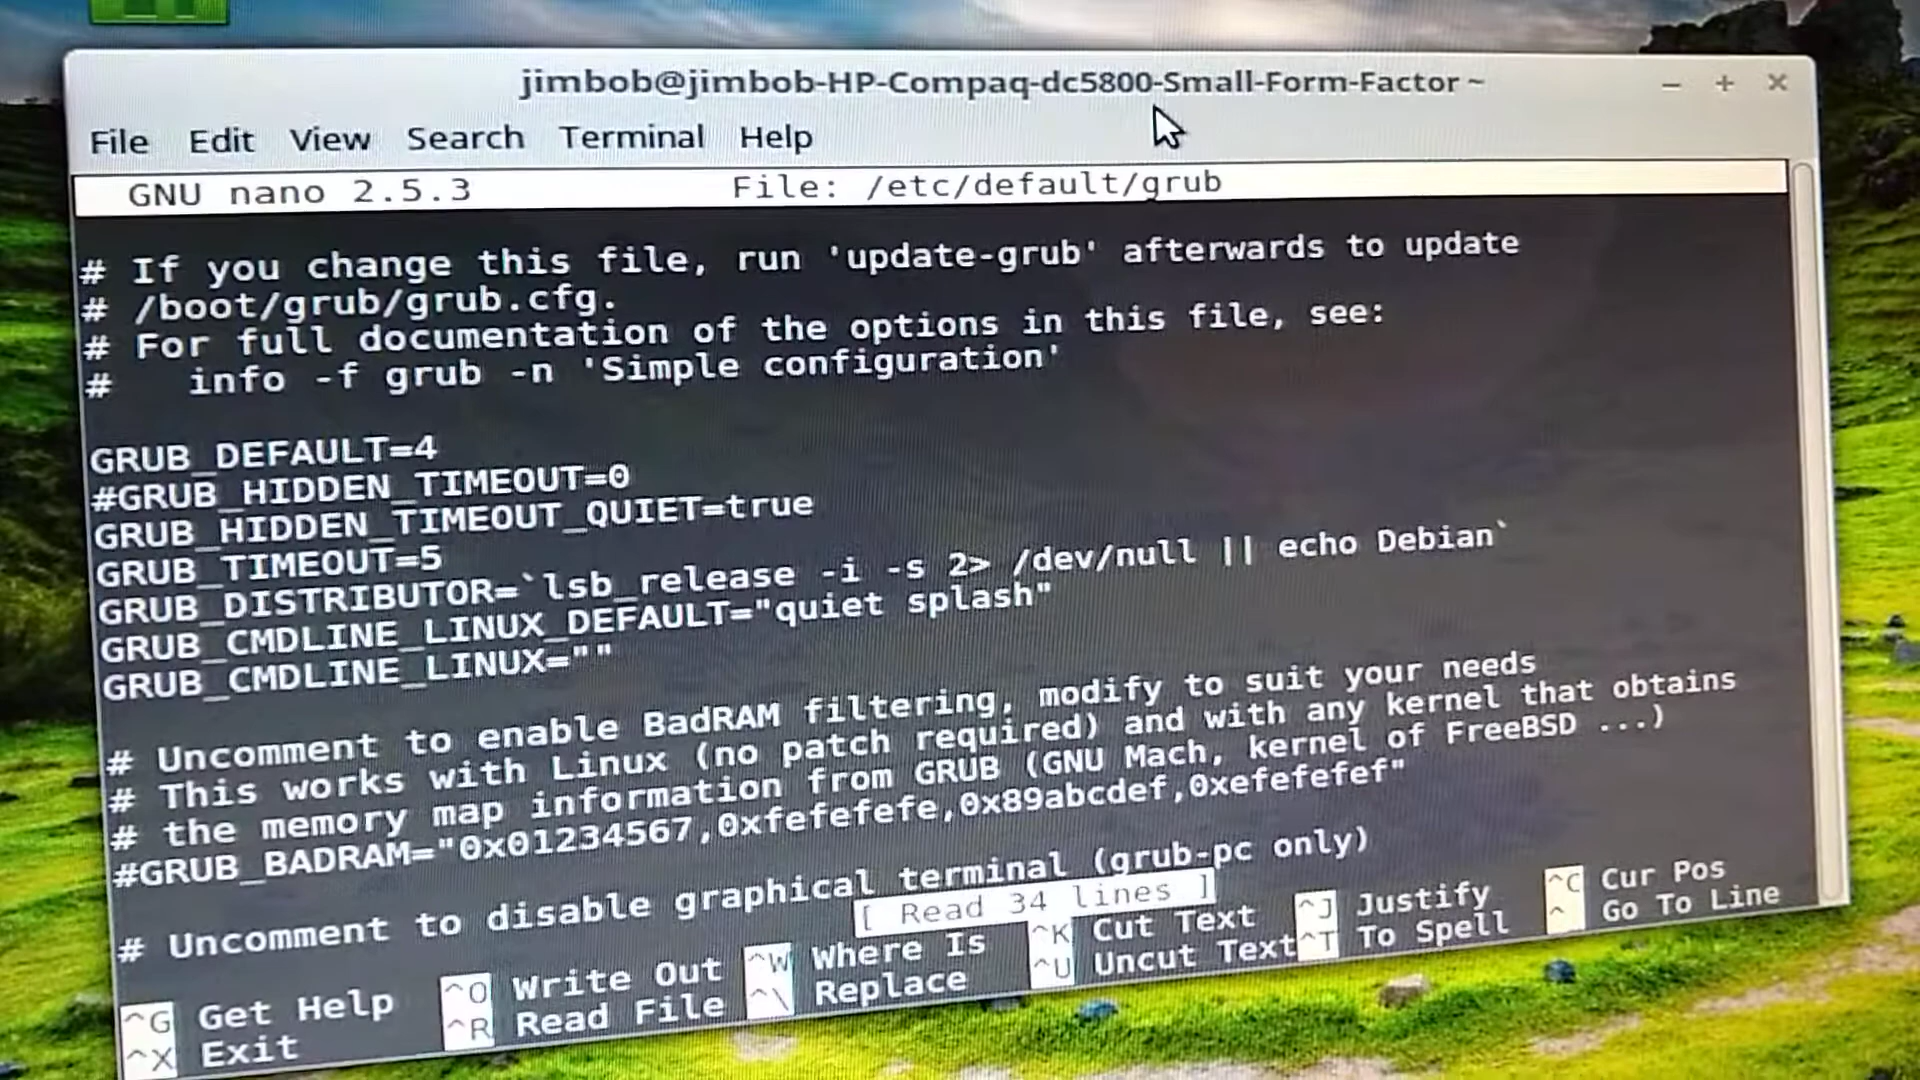 jimbob@jimbob-HP-Compaq-dc5800-Small-Form-Factor ~
File Edit View Search Terminal Help
GNU nano 2.5.3 File: /etc/default/grub
# If you change this file, run 'update-grub' afterwards to update
# /boot/grub/grub.cfg.
# For full documentation of the options in this file, see:
#   info -f grub -n 'Simple configuration'
GRUB_DEFAULT=4
#GRUB_HIDDEN_TIMEOUT=0
GRUB_HIDDEN_TIMEOUT_QUIET=true
GRUB_TIMEOUT=5
GRUB_DISTRIBUTOR=`lsb_release -i -s 2> /dev/null || echo Debian`
GRUB_CMDLINE_LINUX_DEFAULT="quiet splash"
GRUB_CMDLINE_LINUX=""
# Uncomment to enable BadRAM filtering, modify to suit your needs
# This works with Linux (no patch required) and with any kernel that obtains
# the memory map information from GRUB (GNU Mach, kernel of FreeBSD ...)
#GRUB_BADRAM="0x01234567,0xfefefefe,0x89abcdef,0xefefefef"
# Uncomment to disable graphical terminal (grub-pc only)
[ Read 34 lines ]
^G Get Help ^O Write Out ^W Where Is ^K Cut Text ^J Justify ^C Cur Pos
^X Exit ^R Read File ^\ Replace ^U Uncut Text ^T To Spell ^ Go To Line